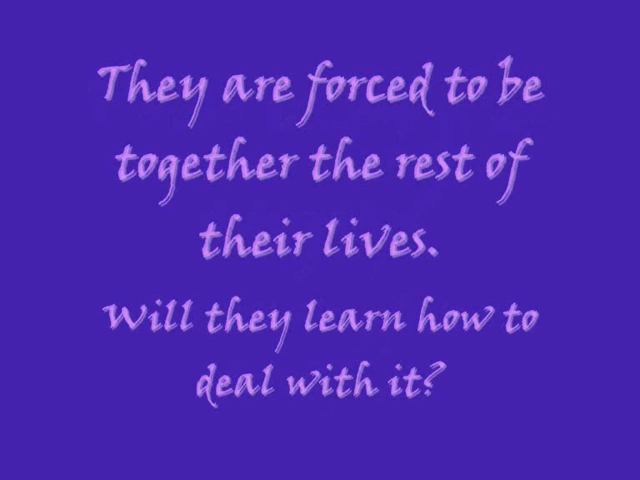 They are forced to be
together the rest of
their lives.
Will they learn how to
deal with it?